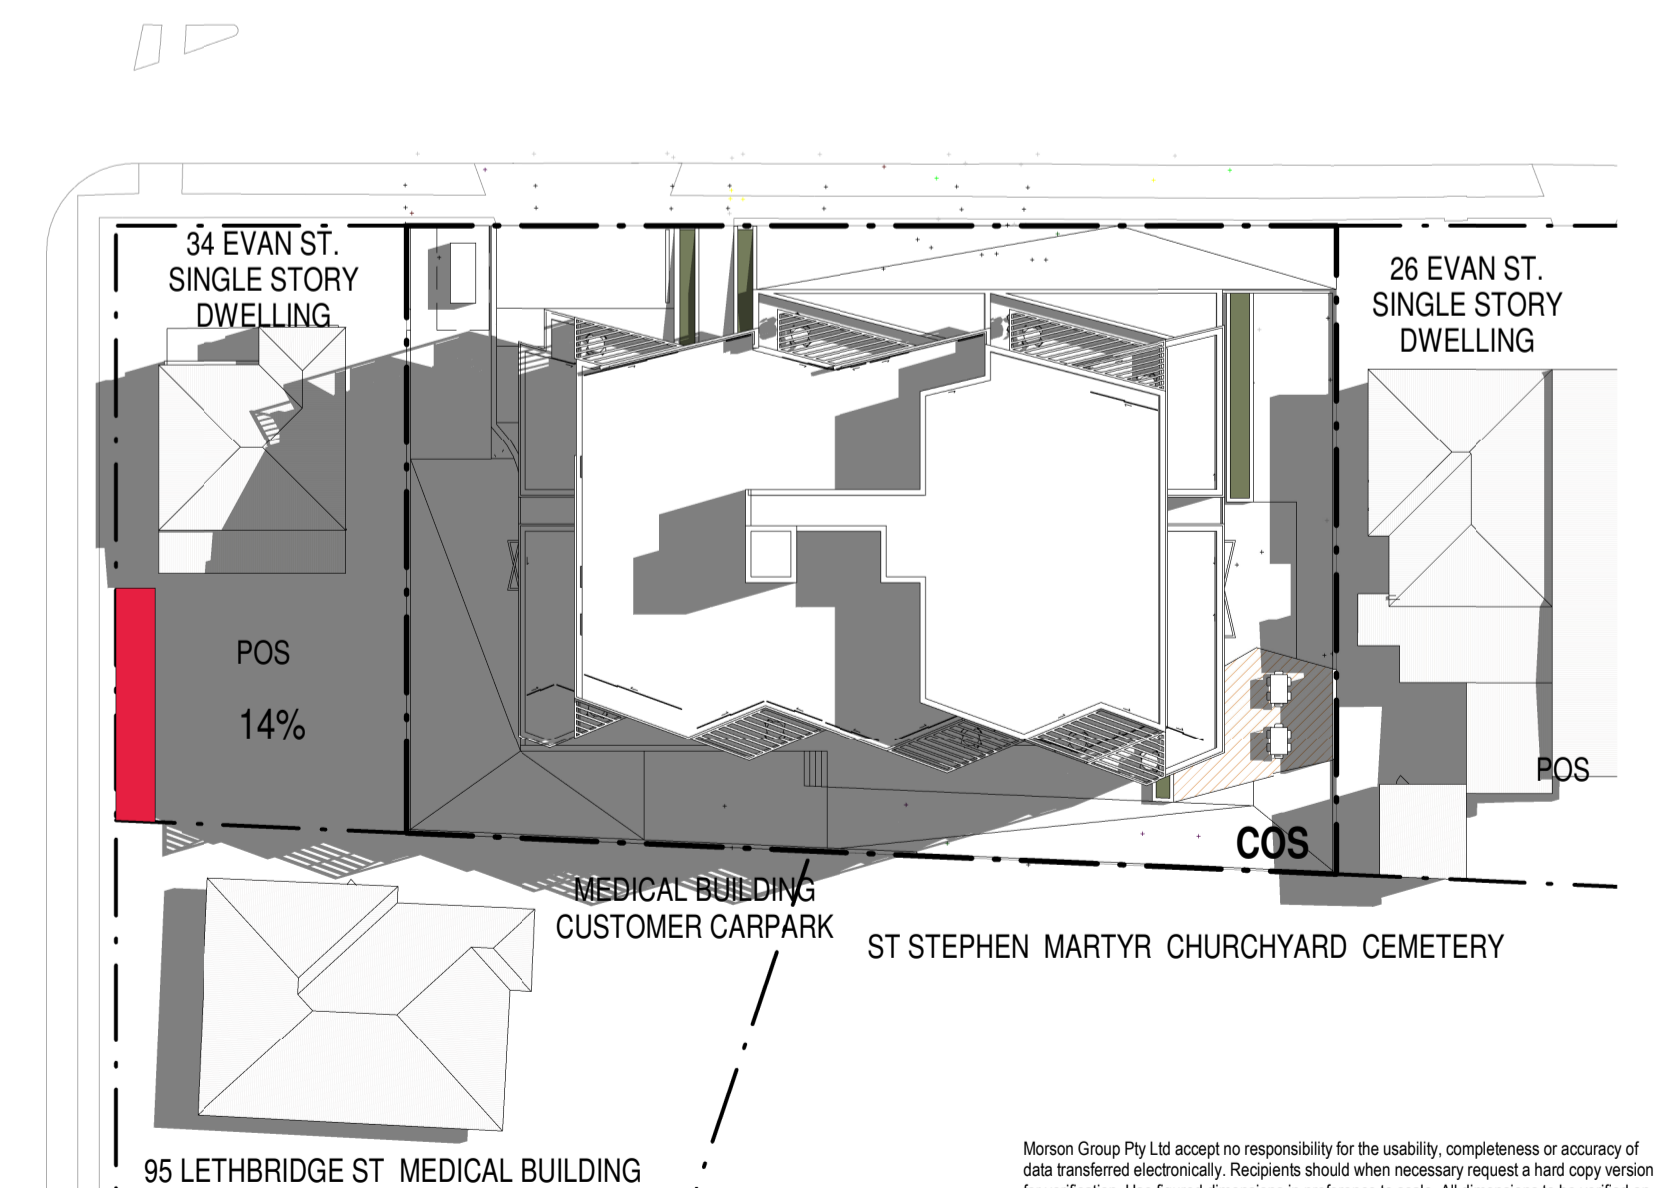 34 EVAN ST.
SINGLE STORY
DWELLING
26 EVAN ST.
SINGLE STORY
DWELLING
POS
14%
POS
COS
MEDICAL BUILDING
CUSTOMER CARPARK
ST STEPHEN MARTYR CHURCHYARD CEMETERY
95 LETHBRIDGE ST MEDICAL BUILDING
Morson Group Pty Ltd accept no responsibility for the usability, completeness or accuracy of
data transferred electronically. Recipients should when necessary request a hard copy version